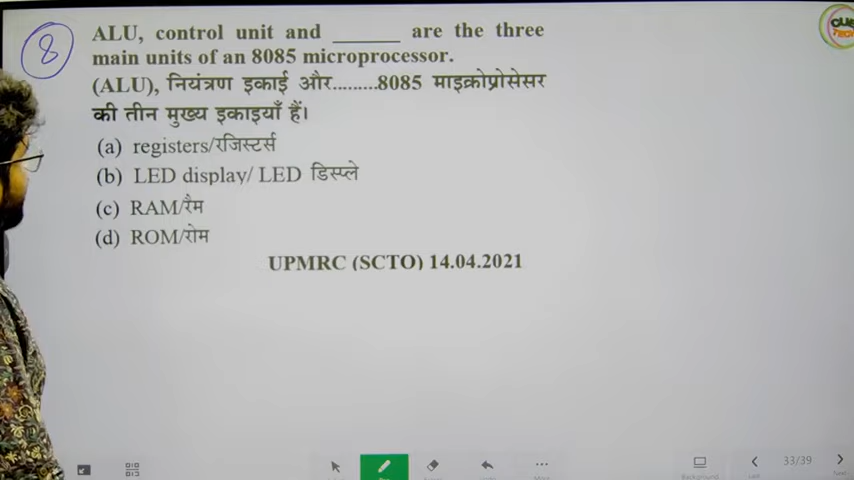 8
ALU, control unit and ______ are the three
main units of an 8085 microprocessor.
(ALU), नियंत्रण इकाई और.........8085 माइक्रोप्रोसेसर
की तीन मुख्य इकाइयाँ हैं।
(a) registers/रजिस्टर्स
(b) LED display/ LED डिस्प्ले
(c) RAM/रैम
(d) ROM/रोम
UPMRC (SCTO) 14.04.2021
33/39